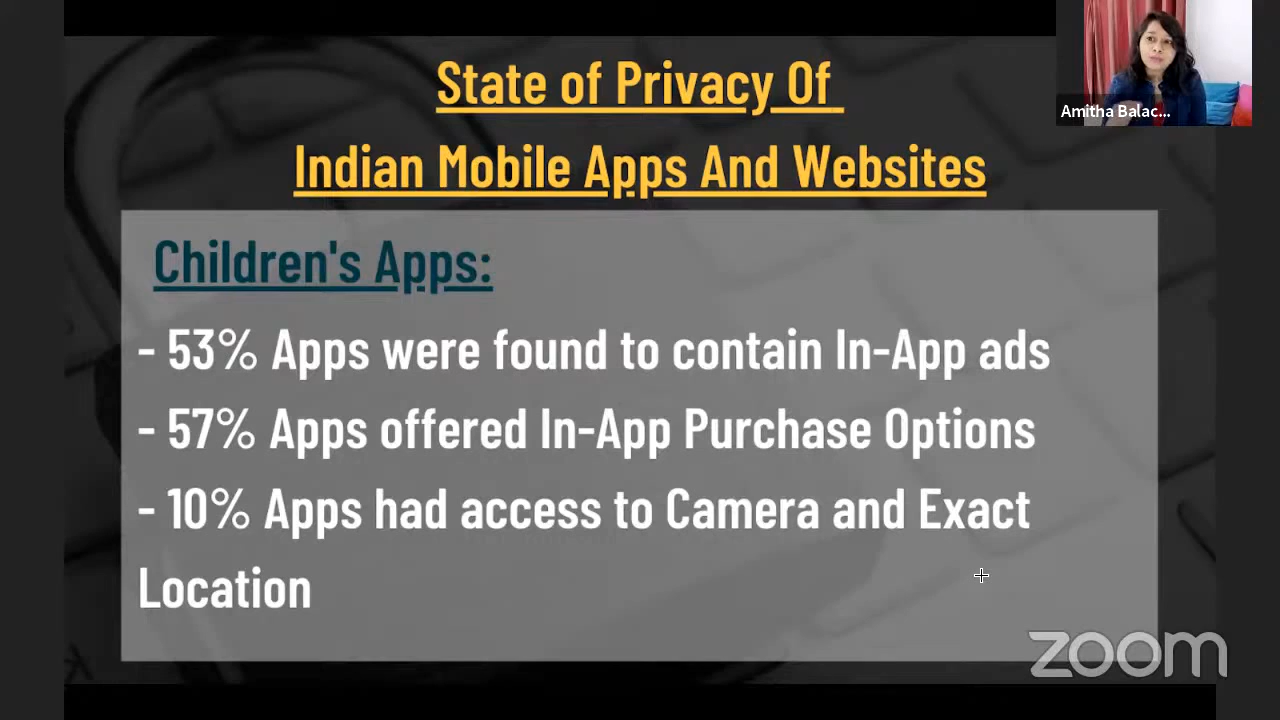 State of Privacy Of
Indian Mobile Apps And Websites
Amitha Balac...
Children's Apps:
- 53% Apps were found to contain In-App ads
- 57% Apps offered In-App Purchase Options
- 10% Apps had access to Camera and Exact
Location
zoom